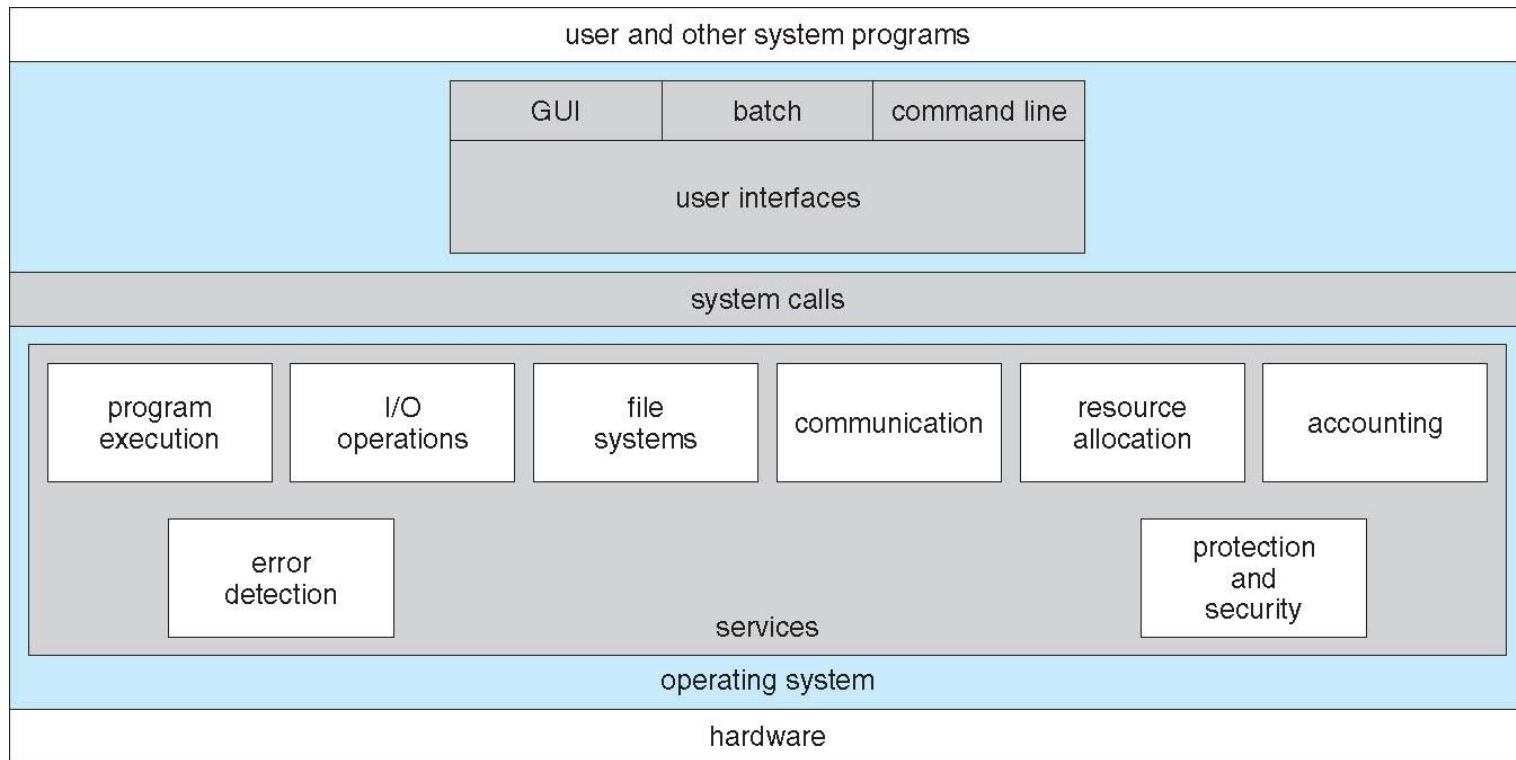 user and other system programs
GUI
batch
command line
user interfaces
system calls
program
execution
I/O
operations
file
systems
communication
resource
allocation
accounting
error
detection
protection
and
security
services
operating system
hardware